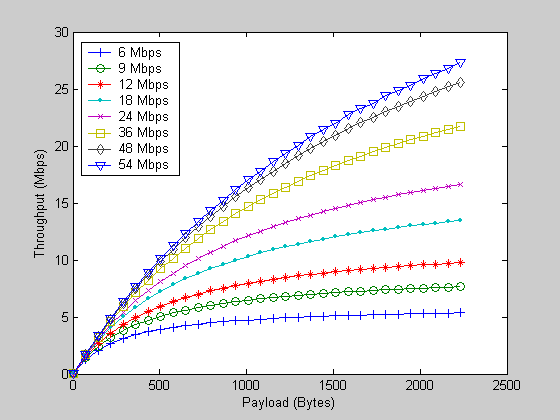 30
25
20
15
10
5
0
Throughput (Mbps)
6 Mbps
9 Mbps
12 Mbps
18 Mbps
24 Mbps
36 Mbps
48 Mbps
54 Mbps
0 500 1000 1500 2000 2500
Payload (Bytes)